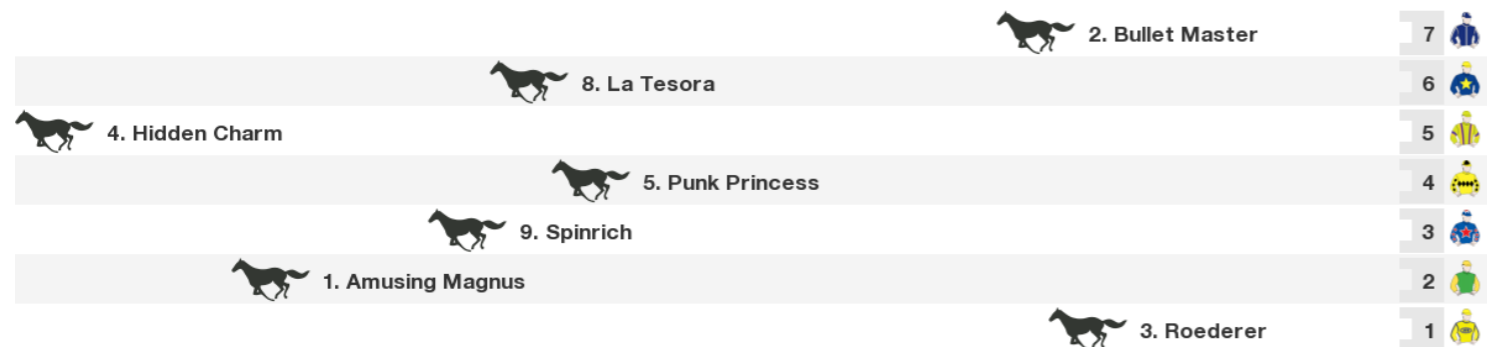 2. Bullet Master 7
8. La Tesora 6
4. Hidden Charm 5
5. Punk Princess 4
9. Spinrich 3
1. Amusing Magnus 2
3. Roederer 1